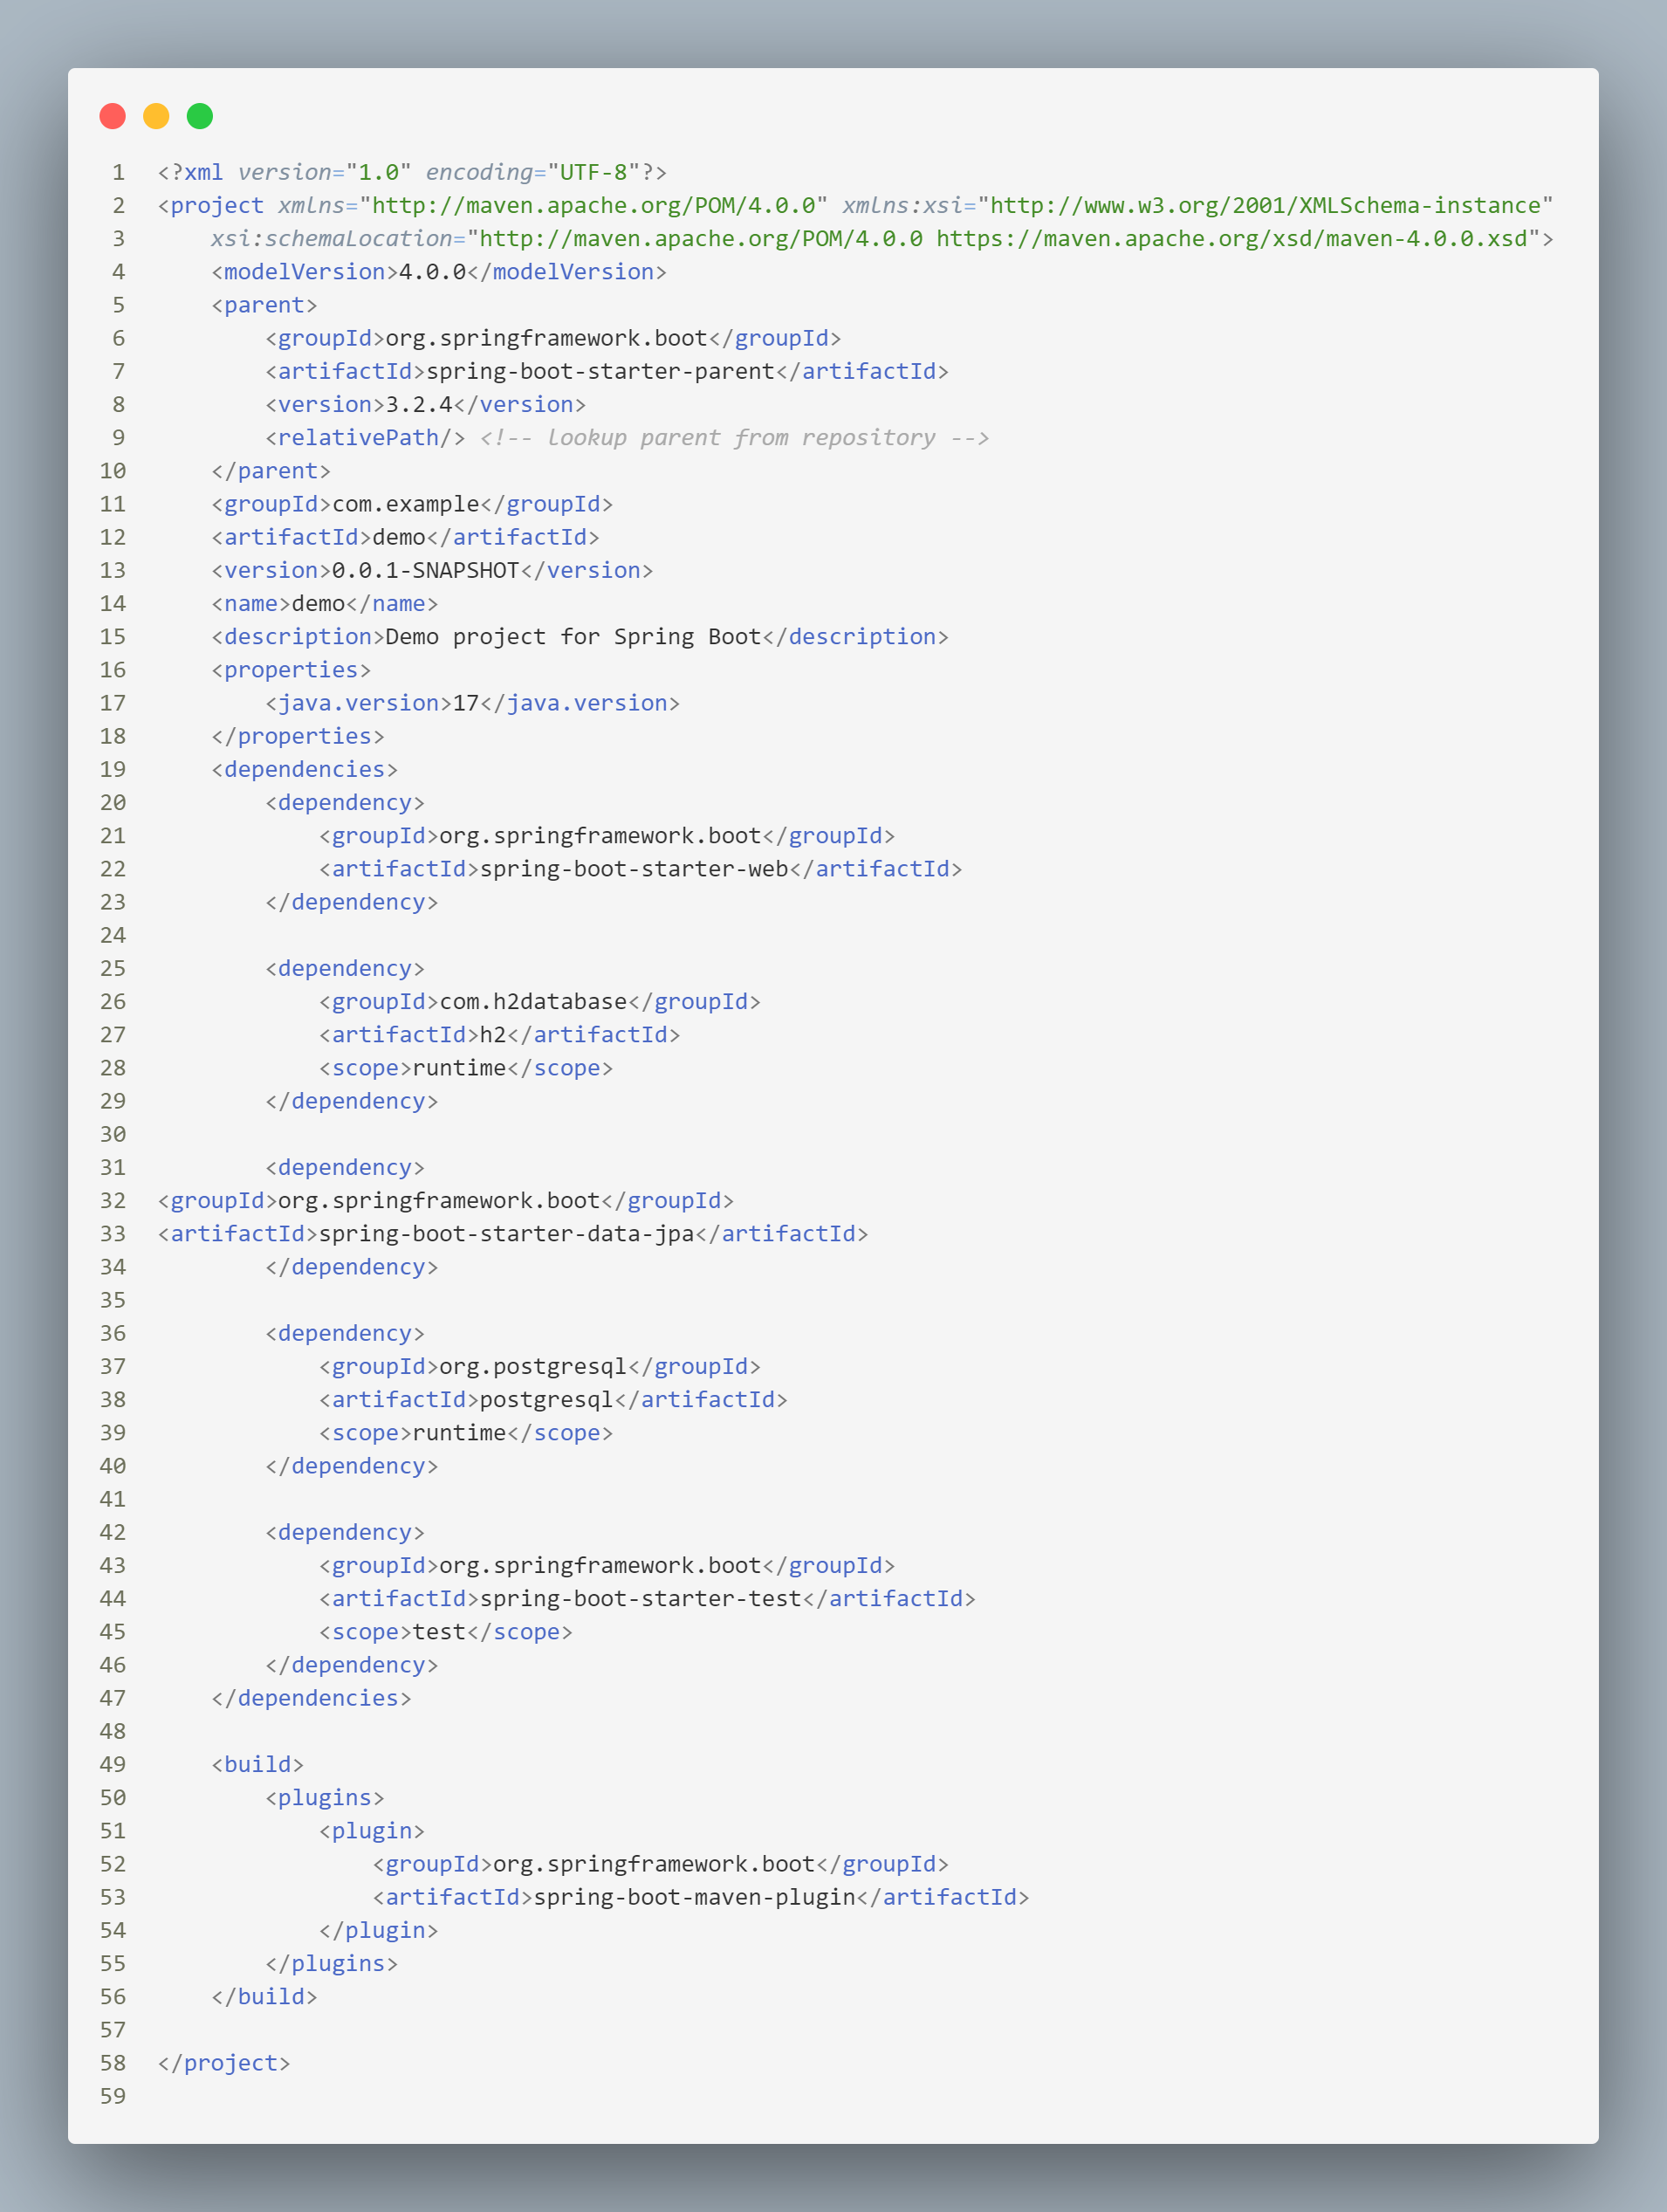 1 <?xml version="1.0" encoding="UTF-8"?>
2 <project xmlns="http://maven.apache.org/POM/4.0.0" xmlns:xsi="http://www.w3.org/2001/XMLSchema-instance"
3     xsi:schemaLocation="http://maven.apache.org/POM/4.0.0 https://maven.apache.org/xsd/maven-4.0.0.xsd">
4     <modelVersion>4.0.0</modelVersion>
5     <parent>
6         <groupId>org.springframework.boot</groupId>
7         <artifactId>spring-boot-starter-parent</artifactId>
8         <version>3.2.4</version>
9         <relativePath/> <!-- lookup parent from repository -->
10     </parent>
11     <groupId>com.example</groupId>
12     <artifactId>demo</artifactId>
13     <version>0.0.1-SNAPSHOT</version>
14     <name>demo</name>
15     <description>Demo project for Spring Boot</description>
16     <properties>
17         <java.version>17</java.version>
18     </properties>
19     <dependencies>
20         <dependency>
21             <groupId>org.springframework.boot</groupId>
22             <artifactId>spring-boot-starter-web</artifactId>
23         </dependency>
24
25         <dependency>
26             <groupId>com.h2database</groupId>
27             <artifactId>h2</artifactId>
28             <scope>runtime</scope>
29         </dependency>
30
31         <dependency>
32 <groupId>org.springframework.boot</groupId>
33 <artifactId>spring-boot-starter-data-jpa</artifactId>
34         </dependency>
35
36         <dependency>
37             <groupId>org.postgresql</groupId>
38             <artifactId>postgresql</artifactId>
39             <scope>runtime</scope>
40         </dependency>
41
42         <dependency>
43             <groupId>org.springframework.boot</groupId>
44             <artifactId>spring-boot-starter-test</artifactId>
45             <scope>test</scope>
46         </dependency>
47     </dependencies>
48
49     <build>
50         <plugins>
51             <plugin>
52                 <groupId>org.springframework.boot</groupId>
53                 <artifactId>spring-boot-maven-plugin</artifactId>
54             </plugin>
55         </plugins>
56     </build>
57
58 </project>
59